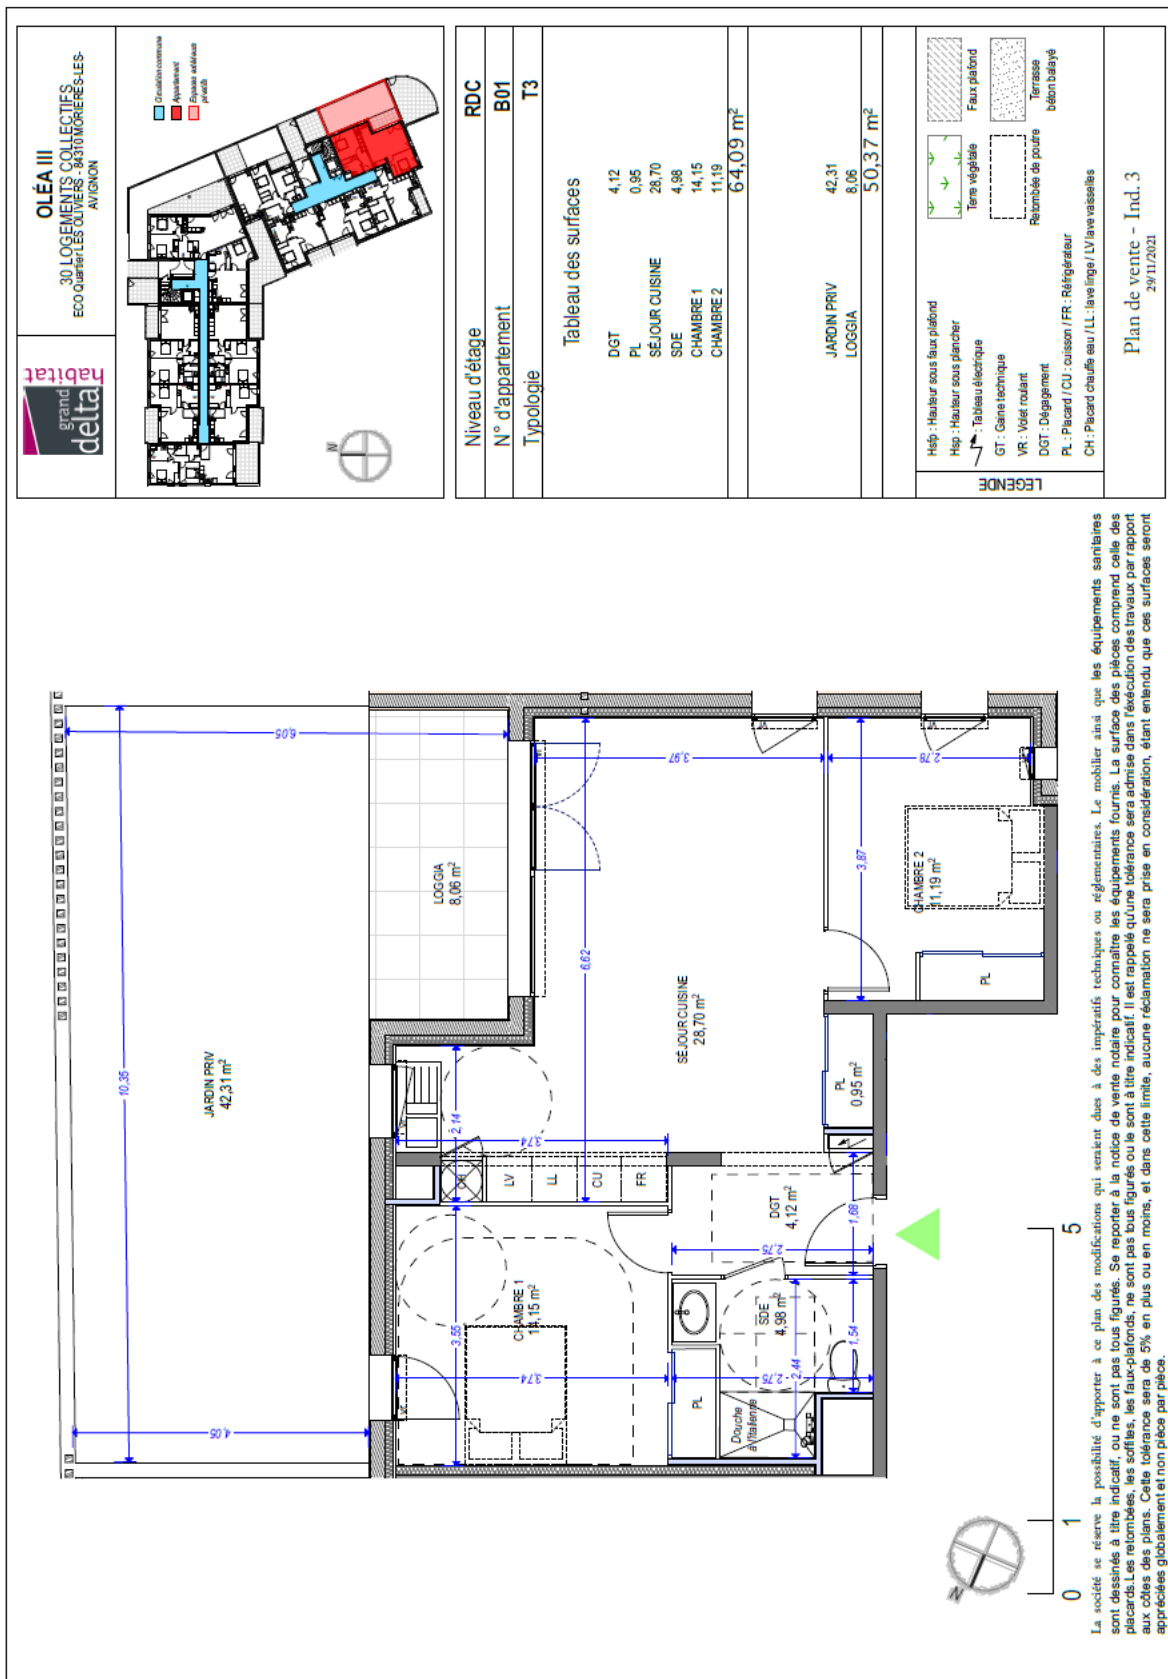 grand
delta
habitat
OLÉA III
30 LOGEMENTS COLLECTIFS
ECO Quartier LES OLIVIERS - 84310 MORIERES-LES-
AVIGNON
Circulation commune
Appartement
Espaces extérieurs
privatifs
N
Niveau d'étage RDC
N° d'appartement B01
Typologie T3
Tableau des surfaces
DGT 4,12
PL 0,95
SÉJOUR CUISINE 28,70
SDE 4,98
CHAMBRE 1 14,15
CHAMBRE 2 11,19
64,09 m²
JARDIN PRIV 42,31
LOGGIA 8,06
50,37 m²
LEGENDE
Hsfp : Hauteur sous faux plafond
Hsp : Hauteur sous plancher
: Tableau électrique
GT : Gaine technique
VR : Volet roulant
DGT : Dégagement
PL : Placard / CU : cuisson / FR : Réfrigérateur
CH : Placard chauffe eau / LL : lave linge / LV lave vaisselles
Terre végétale
Faux plafond
Retombée de poutre
Terrasse
béton balayé
Plan de vente - Ind. 3
29/11/2021
10,35
6,05
4,05
JARDIN PRIV
42,31 m²
LOGGIA
8,06 m²
2,14
3,74
3,55
CH
LV
LL
CU
FR
CHAMBRE 1
14,15 m²
3,74
6,62
3,97
SÉJOUR CUISINE
28,70 m²
PL
0,95 m²
DGT
4,12 m²
2,75
1,68
SDE
4,98 m²
2,44
2,75
1,54
PL
Douche
à l'italienne
CHAMBRE 2
11,19 m²
3,87
2,78
PL
N
0 1 5
La société se réserve la possibilité d'apporter à ce plan des modifications qui seraient dues à des impératifs techniques ou réglementaires. Le mobilier ainsi que les équipements sanitaires
sont dessinés à titre indicatif, ou ne sont pas tous figurés. Se reporter à la notice de vente notaire pour connaître les équipements fournis. La surface des pièces comprend celle des
placards. Les retombées, les soffites, les faux-plafonds, ne sont pas tous figurés ou le sont à titre indicatif. Il est rappelé qu'une tolérance sera admise dans l'exécution des travaux par rapport
aux côtes des plans. Cette tolérance sera de 5% en plus ou en moins, et dans cette limite, aucune réclamation ne sera prise en considération, étant entendu que ces surfaces seront
appréciées globalement et non pièce par pièce.